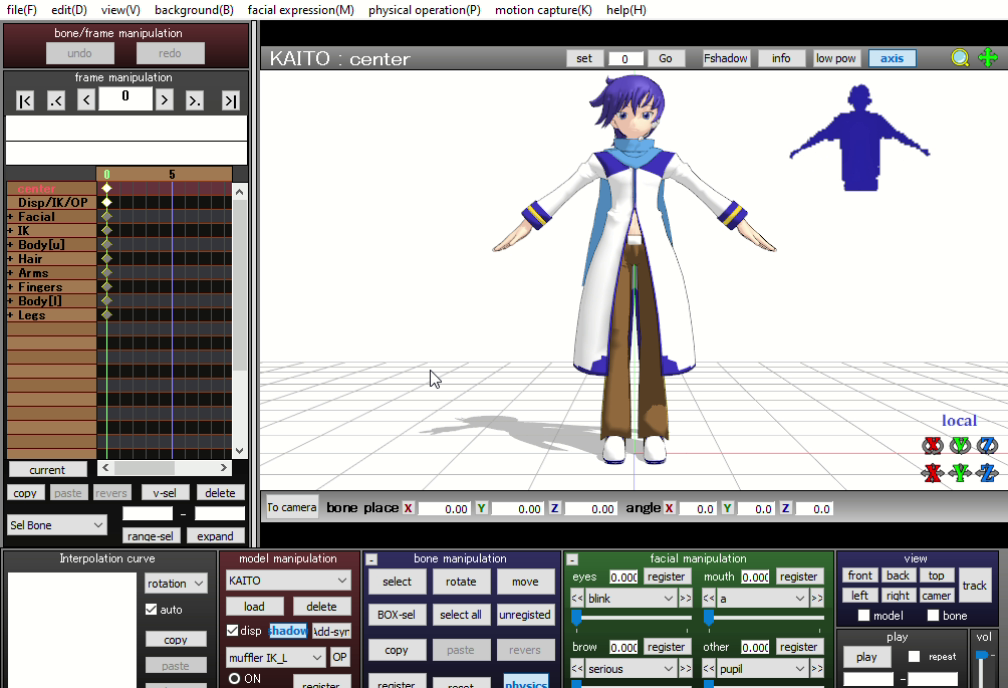 file(F) edit(D) view(V) background(B) facial expression(M) physical operation(P) motion capture(K) help(H)
bone/frame manipulation
undo redo
frame manipulation
|< .< < 0 > >. >|
0 5
center
Disp/IK/OP
+ Facial
+ IK
+ Body[u]
+ Hair
+ Arms
+ Fingers
+ Body[l]
+ Legs
current < >
copy paste revers v-sel delete
Sel Bone -
range-sel expand
KAITO : center set 0 Go Fshadow info low pow axis
local
X Y Z
X Y Z
To camera bone place X 0.00 Y 0.00 Z 0.00 angle X 0.0 Y 0.0 Z 0.0
Interpolation curve
rotation
auto
copy
paste
model manipulation
KAITO
load delete
disp shadow Add-syn
muffler IK_L OP
ON
register
- bone manipulation
select rotate move
BOX-sel select all unregisted
copy paste revers
register reset physics
- facial manipulation
eyes 0.000 register mouth 0.000 register
<< blink >> << a >>
brow 0.000 register other 0.000 register
<< serious >> << pupil >>
view
front back top track
left right camer
model bone
play vol
play repeat
-